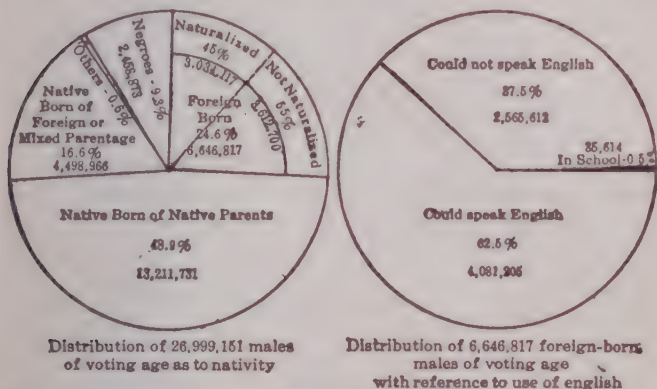 Naturalized
45%
3,034,117
Not Naturalized
55%
3,612,700
Foreign
Born
24.6%
6,646,817
Negroes - 9.3%
2,458,873
Others - 0.6%
Native
Born of
Foreign or
Mixed Parentage
16.6%
4,498,966
Native Born of Native Parents
48.9%
13,211,731
Distribution of 26,999,151 males
of voting age as to nativity
Could not speak English
37.5%
2,565,612
35,614
In School-0.5%
Could speak English
62.5%
4,081,205
Distribution of 6,646,817 foreign-born
males of voting age
with reference to use of english